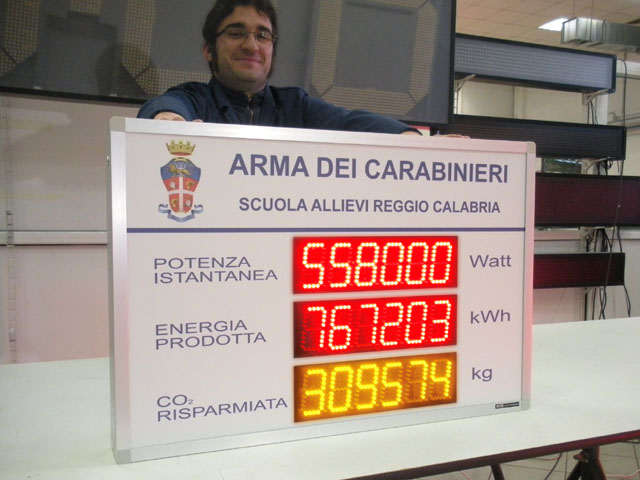 ARMA DEI CARABINIERI
SCUOLA ALLIEVI REGGIO CALABRIA
POTENZA
ISTANTANEA
558000 Watt
ENERGIA
PRODOTTA
767203 kWh
CO₂
RISPARMIATA
309574 kg